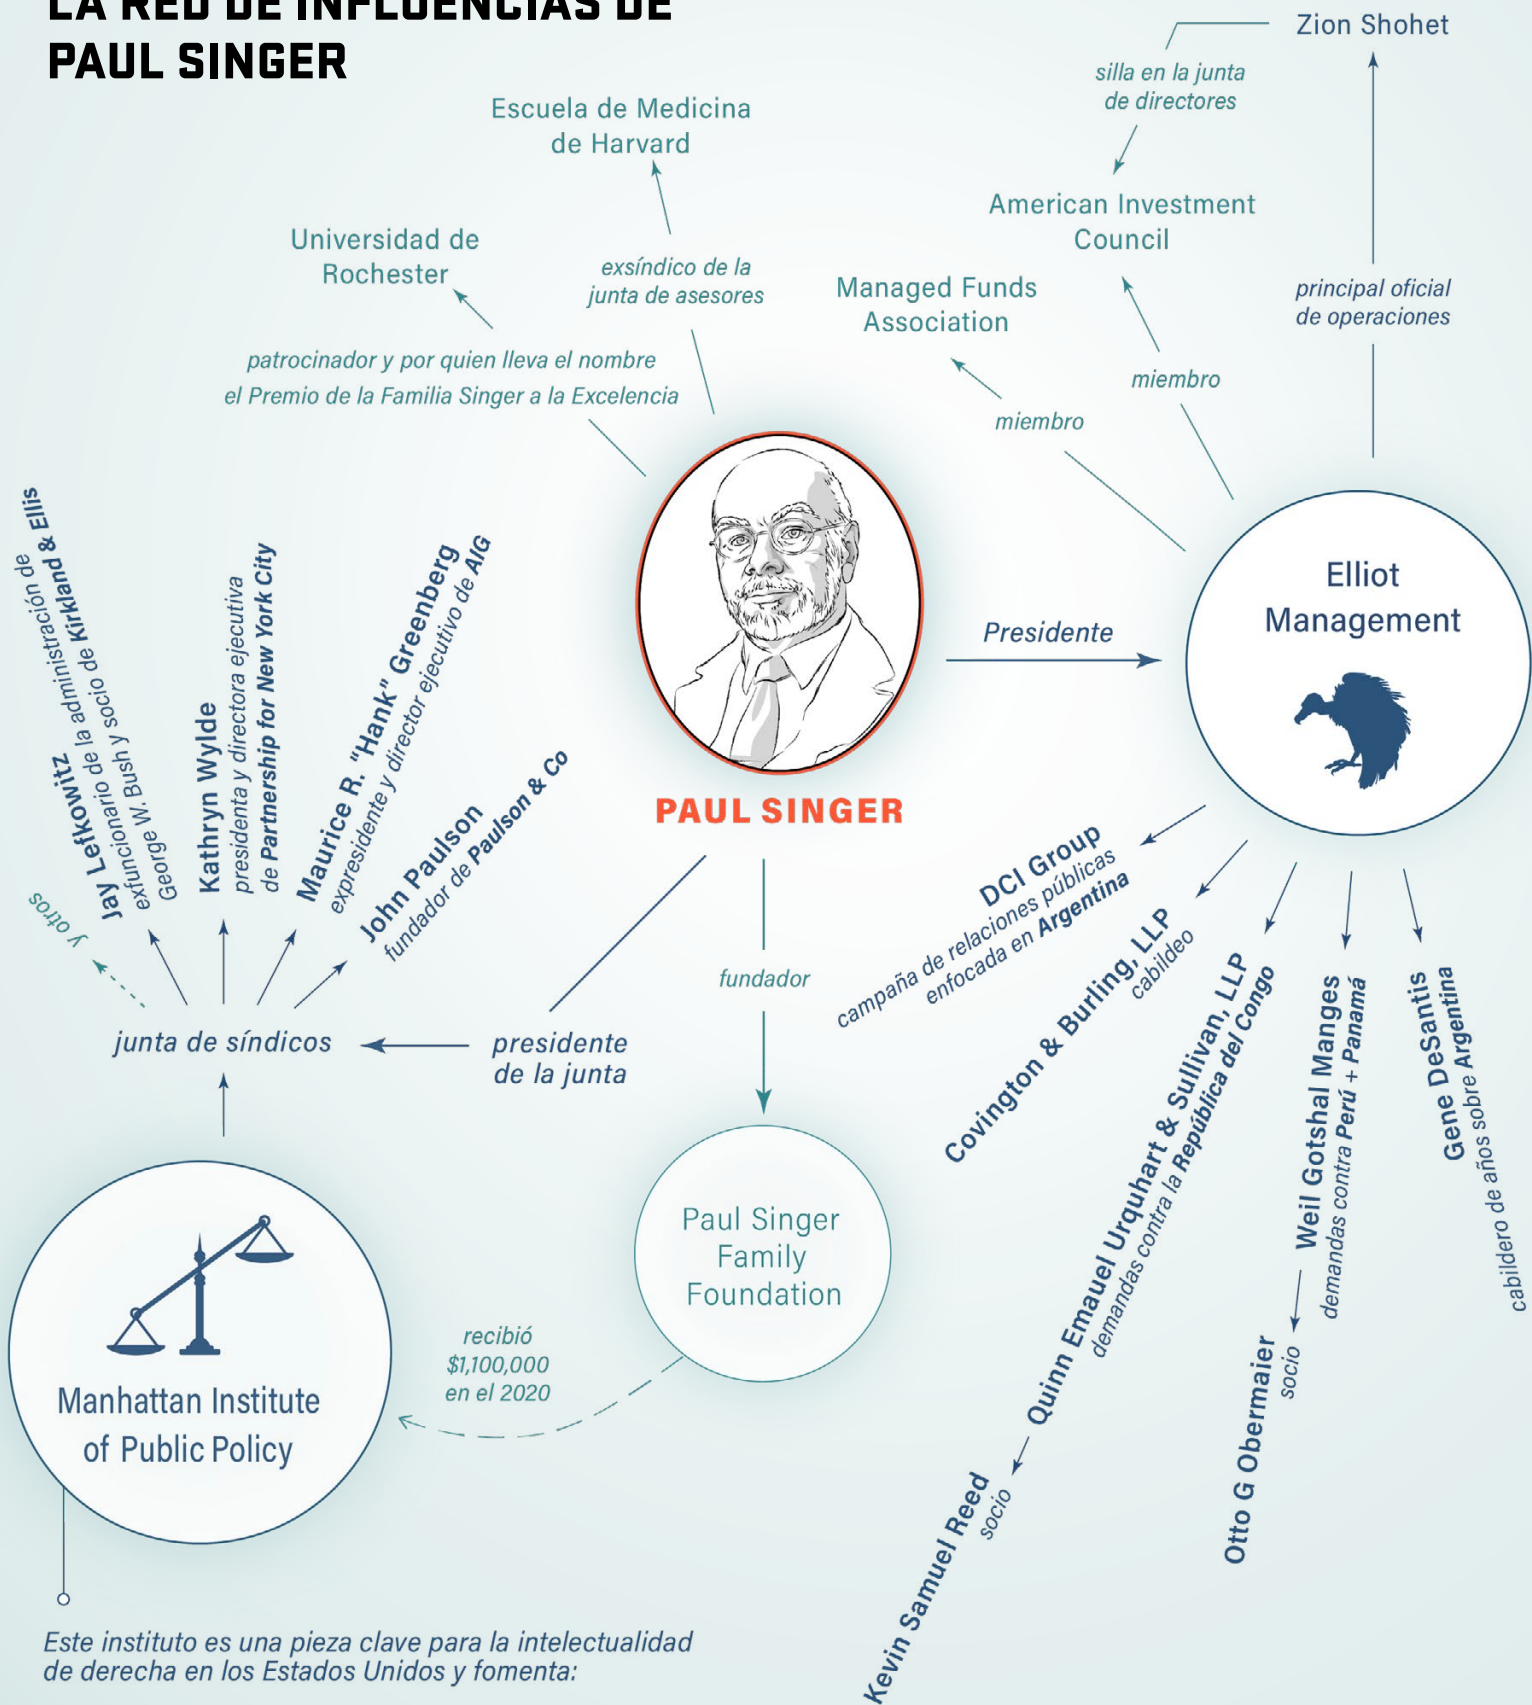 LA RED DE INFLUENCIAS DE
PAUL SINGER
Zion Shohet
silla en la junta
de directores
Escuela de Medicina
de Harvard
American Investment
Council
Universidad de
Rochester
exsíndico de la
junta de asesores
Managed Funds
Association
principal oficial
de operaciones
patrocinador y por quien lleva el nombre
el Premio de la Familia Singer a la Excelencia
miembro
miembro
Jay Lefkowitz
exfuncionario de la administración de
George W. Bush y socio de Kirkland & Ellis
Kathryn Wylde
presidenta y directora ejecutiva
de Partnership for New York City
Maurice R. "Hank" Greenberg
expresidente y director ejecutivo de AIG
John Paulson
fundador de Paulson & Co
y otros
Presidente
Elliot
Management
PAUL SINGER
DCI Group
campaña de relaciones públicas
enfocada en Argentina
Covington & Burling, LLP
cabildeo
Quinn Emauel Urquhart & Sullivan, LLP
demandas contra la República del Congo
Kevin Samuel Reed
socio
Weil Gotshal Manges
demandas contra Perú + Panamá
Otto G Obermaier
socio
Gene DeSantis
cabildero de años sobre Argentina
fundador
junta de síndicos
presidente
de la junta
Paul Singer
Family
Foundation
recibió
$1,100,000
en el 2020
Manhattan Institute
of Public Policy
Este instituto es una pieza clave para la intelectualidad
de derecha en los Estados Unidos y fomenta: